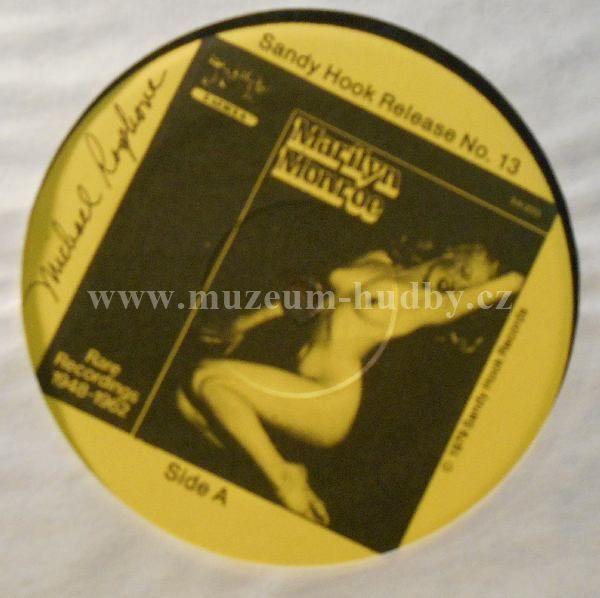 Sandy Hook Release No. 13
Marilyn
Monroe
Michael
www.muzeum-hudby.cz
Rare
Recordings
1948-1962
© 1979 Sandy Hook Records
Side A